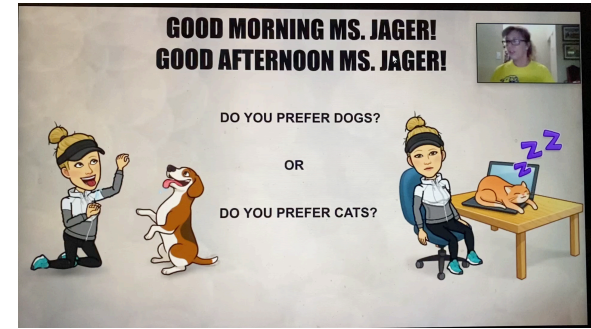 GOOD MORNING MS. JAGER!
GOOD AFTERNOON MS. JAGER!
DO YOU PREFER DOGS?
OR
DO YOU PREFER CATS?
Z Z Z